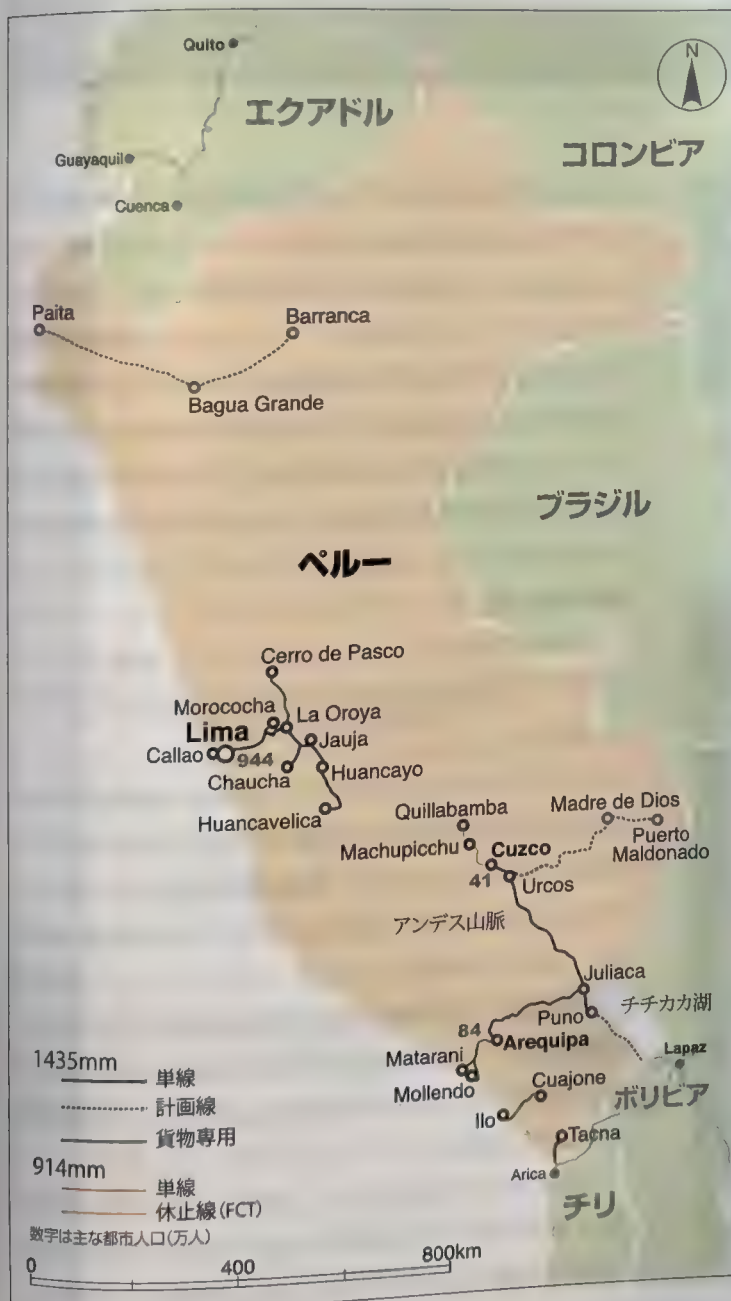 Quito
エクアドル
N
コロンビア
Guayaquil
Cuenca
Paita
Barranca
Bagua Grande
ブラジル
ペルー
Cerro de Pasco
Morococha
La Oroya
Lima
Jauja
Callao
944
Chaucha
Huancayo
Huancavelica
Quillabamba
Madre de Dios
Machupicchu
Cuzco
Puerto
Maldonado
41
Urcos
アンデス山脈
Juliaca
チチカカ湖
Puno
84
Arequipa
Lapaz
Matarani
Mollendo
Cuajone
ボリビア
Ilo
Tacna
Arica
チリ
1435mm
単線
計画線
貨物専用
914mm
単線
休止線(FCT)
数字は主な都市人口(万人)
0 400 800km